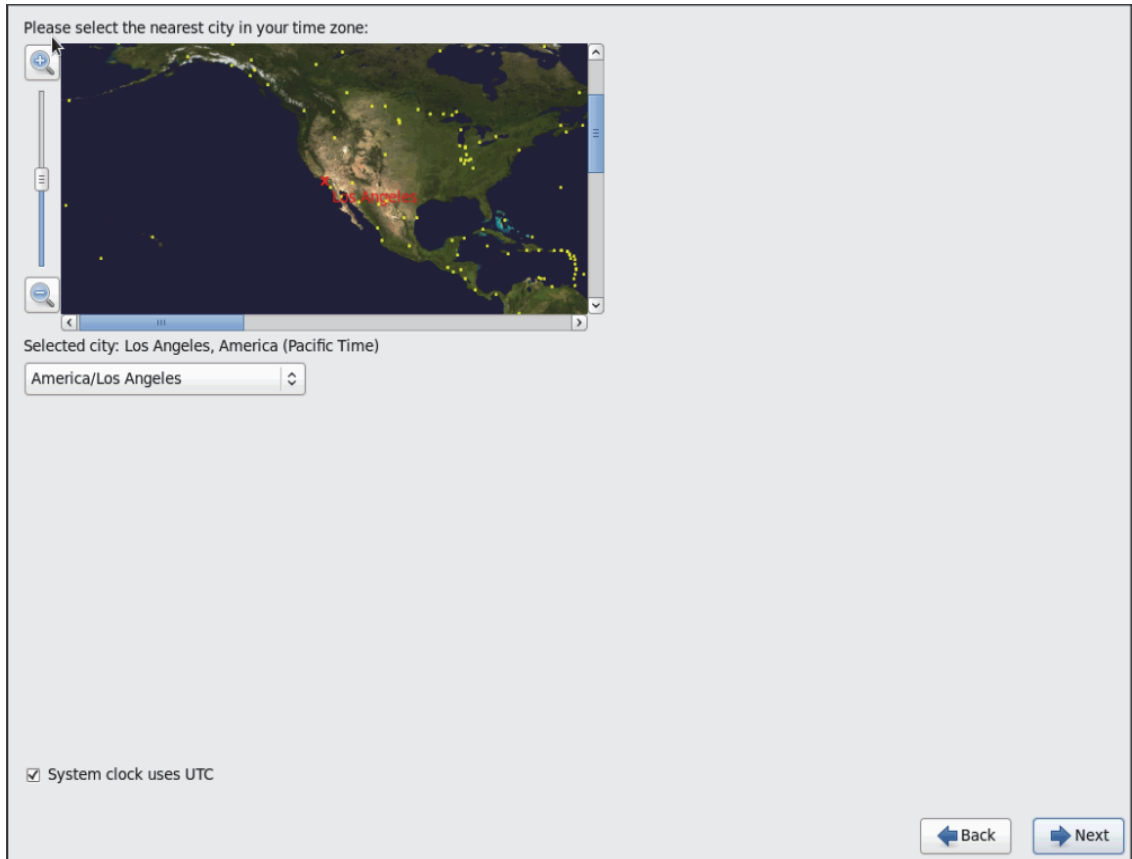 Please select the nearest city in your time zone:
Los Angeles
Selected city: Los Angeles, America (Pacific Time)
America/Los Angeles
System clock uses UTC
Back
Next